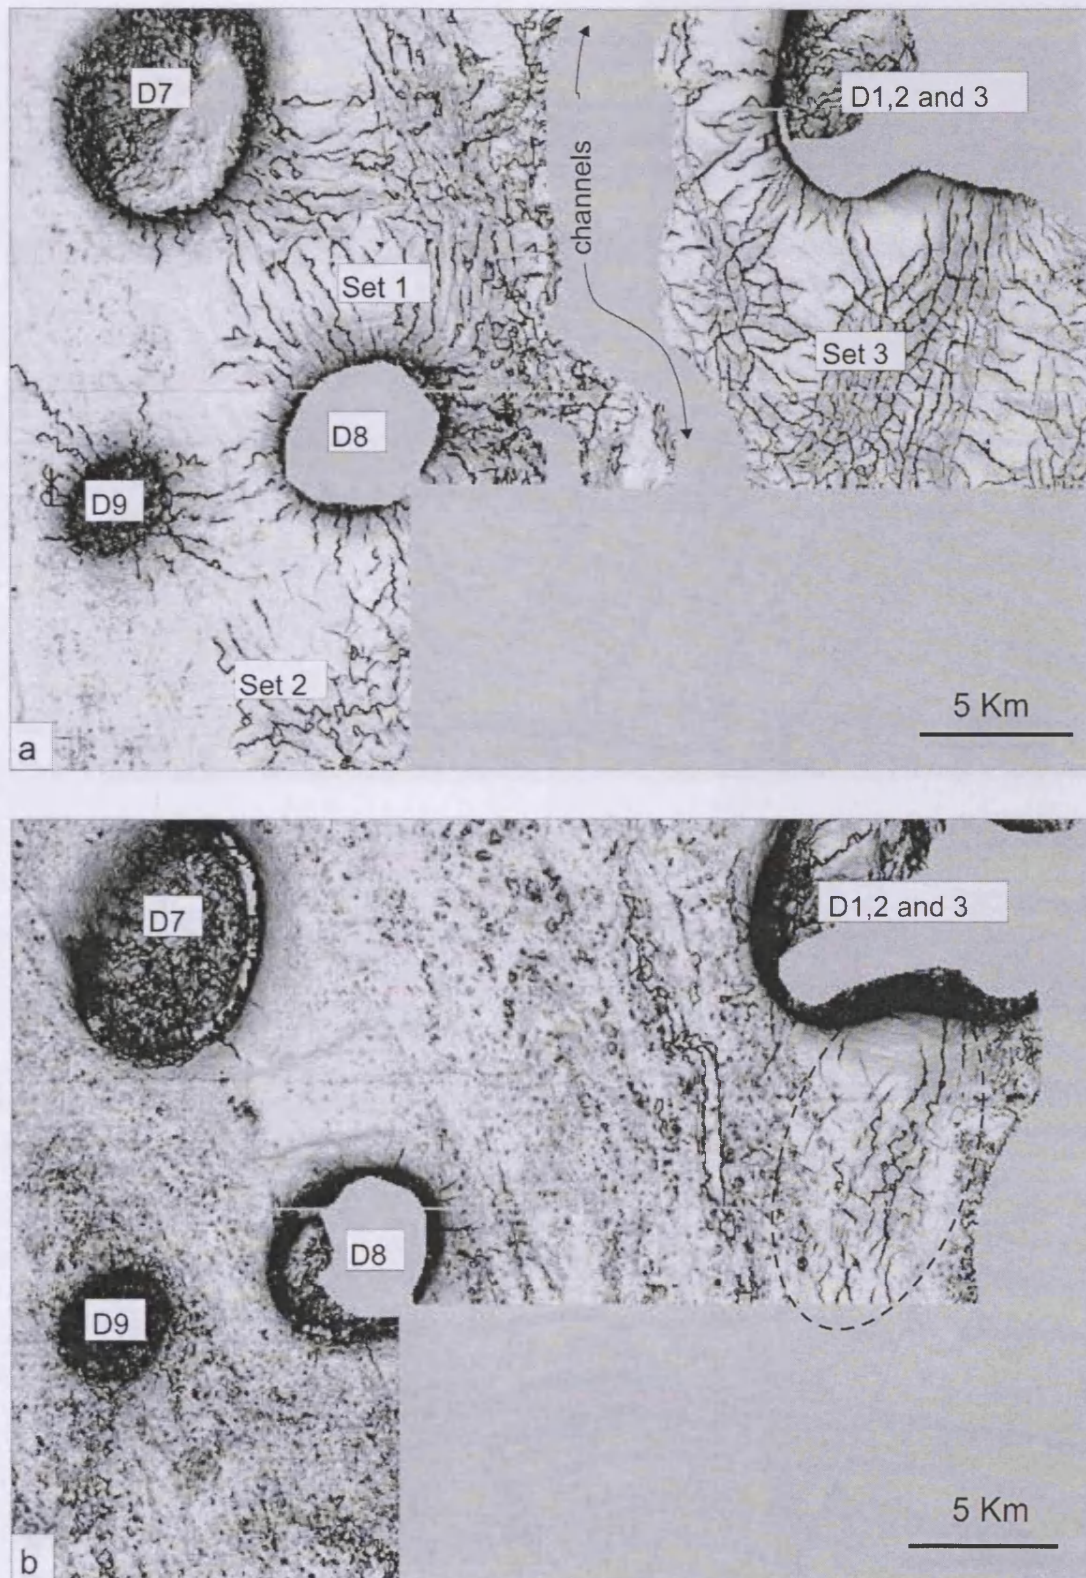 D7
D1,2 and 3
channels
Set 1
Set 3
D8
D9
Set 2
5 Km
a
D7
D1,2 and 3
D8
D9
5 Km
b